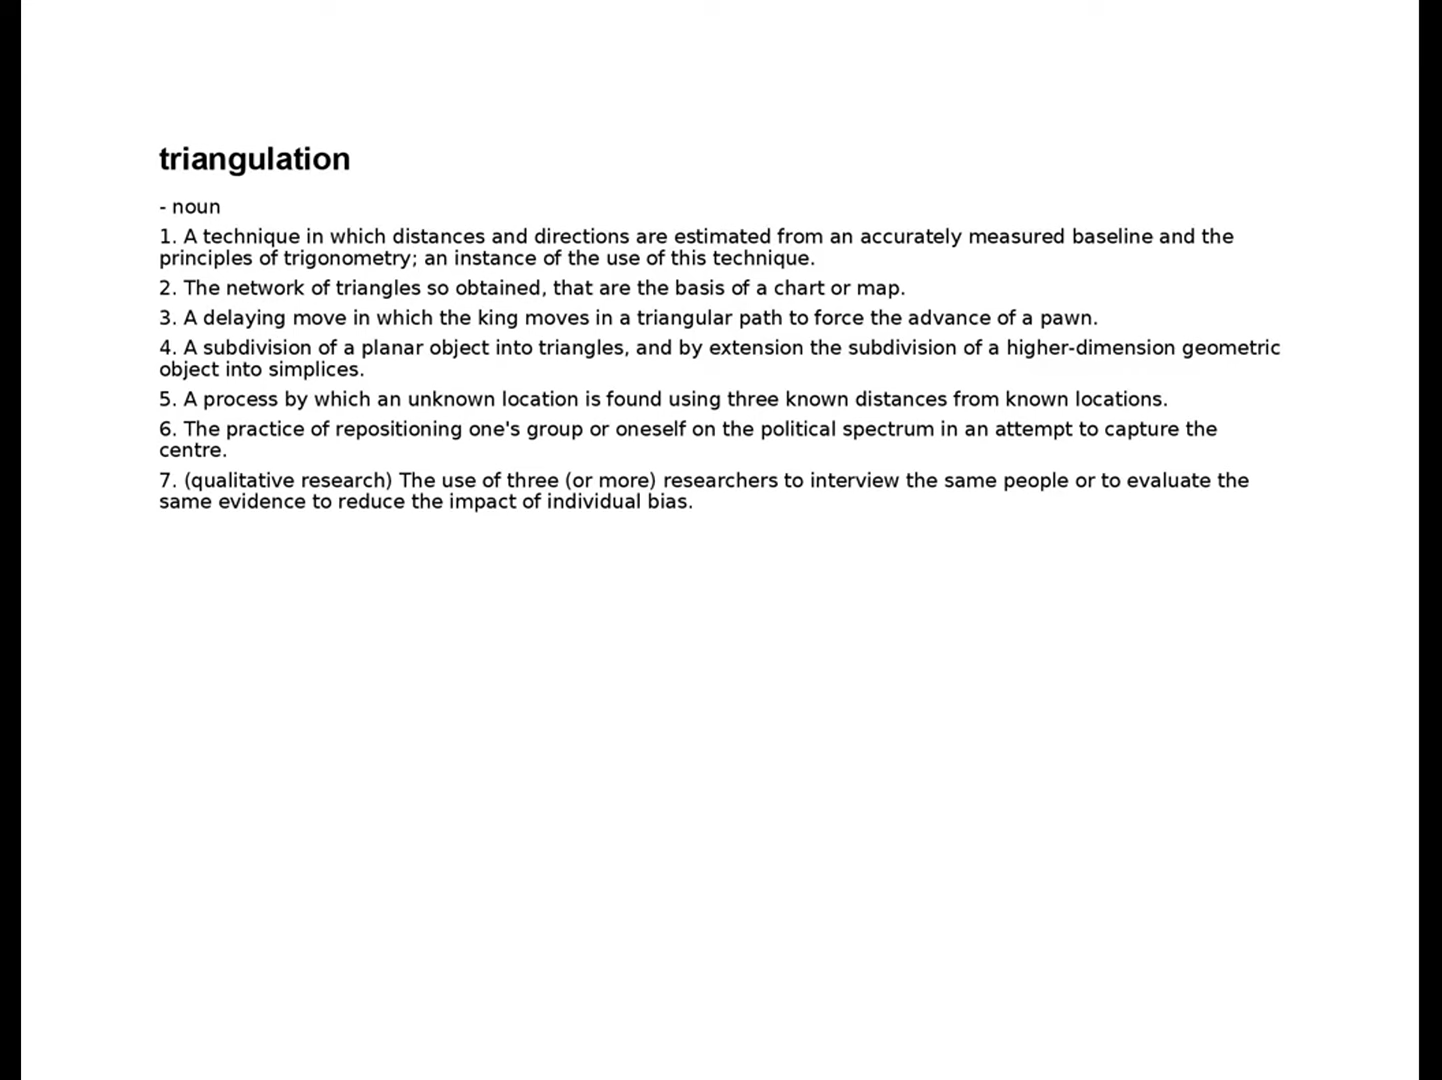 triangulation
- noun
1. A technique in which distances and directions are estimated from an accurately measured baseline and the
principles of trigonometry; an instance of the use of this technique.
2. The network of triangles so obtained, that are the basis of a chart or map.
3. A delaying move in which the king moves in a triangular path to force the advance of a pawn.
4. A subdivision of a planar object into triangles, and by extension the subdivision of a higher-dimension geometric
object into simplices.
5. A process by which an unknown location is found using three known distances from known locations.
6. The practice of repositioning one's group or oneself on the political spectrum in an attempt to capture the
centre.
7. (qualitative research) The use of three (or more) researchers to interview the same people or to evaluate the
same evidence to reduce the impact of individual bias.